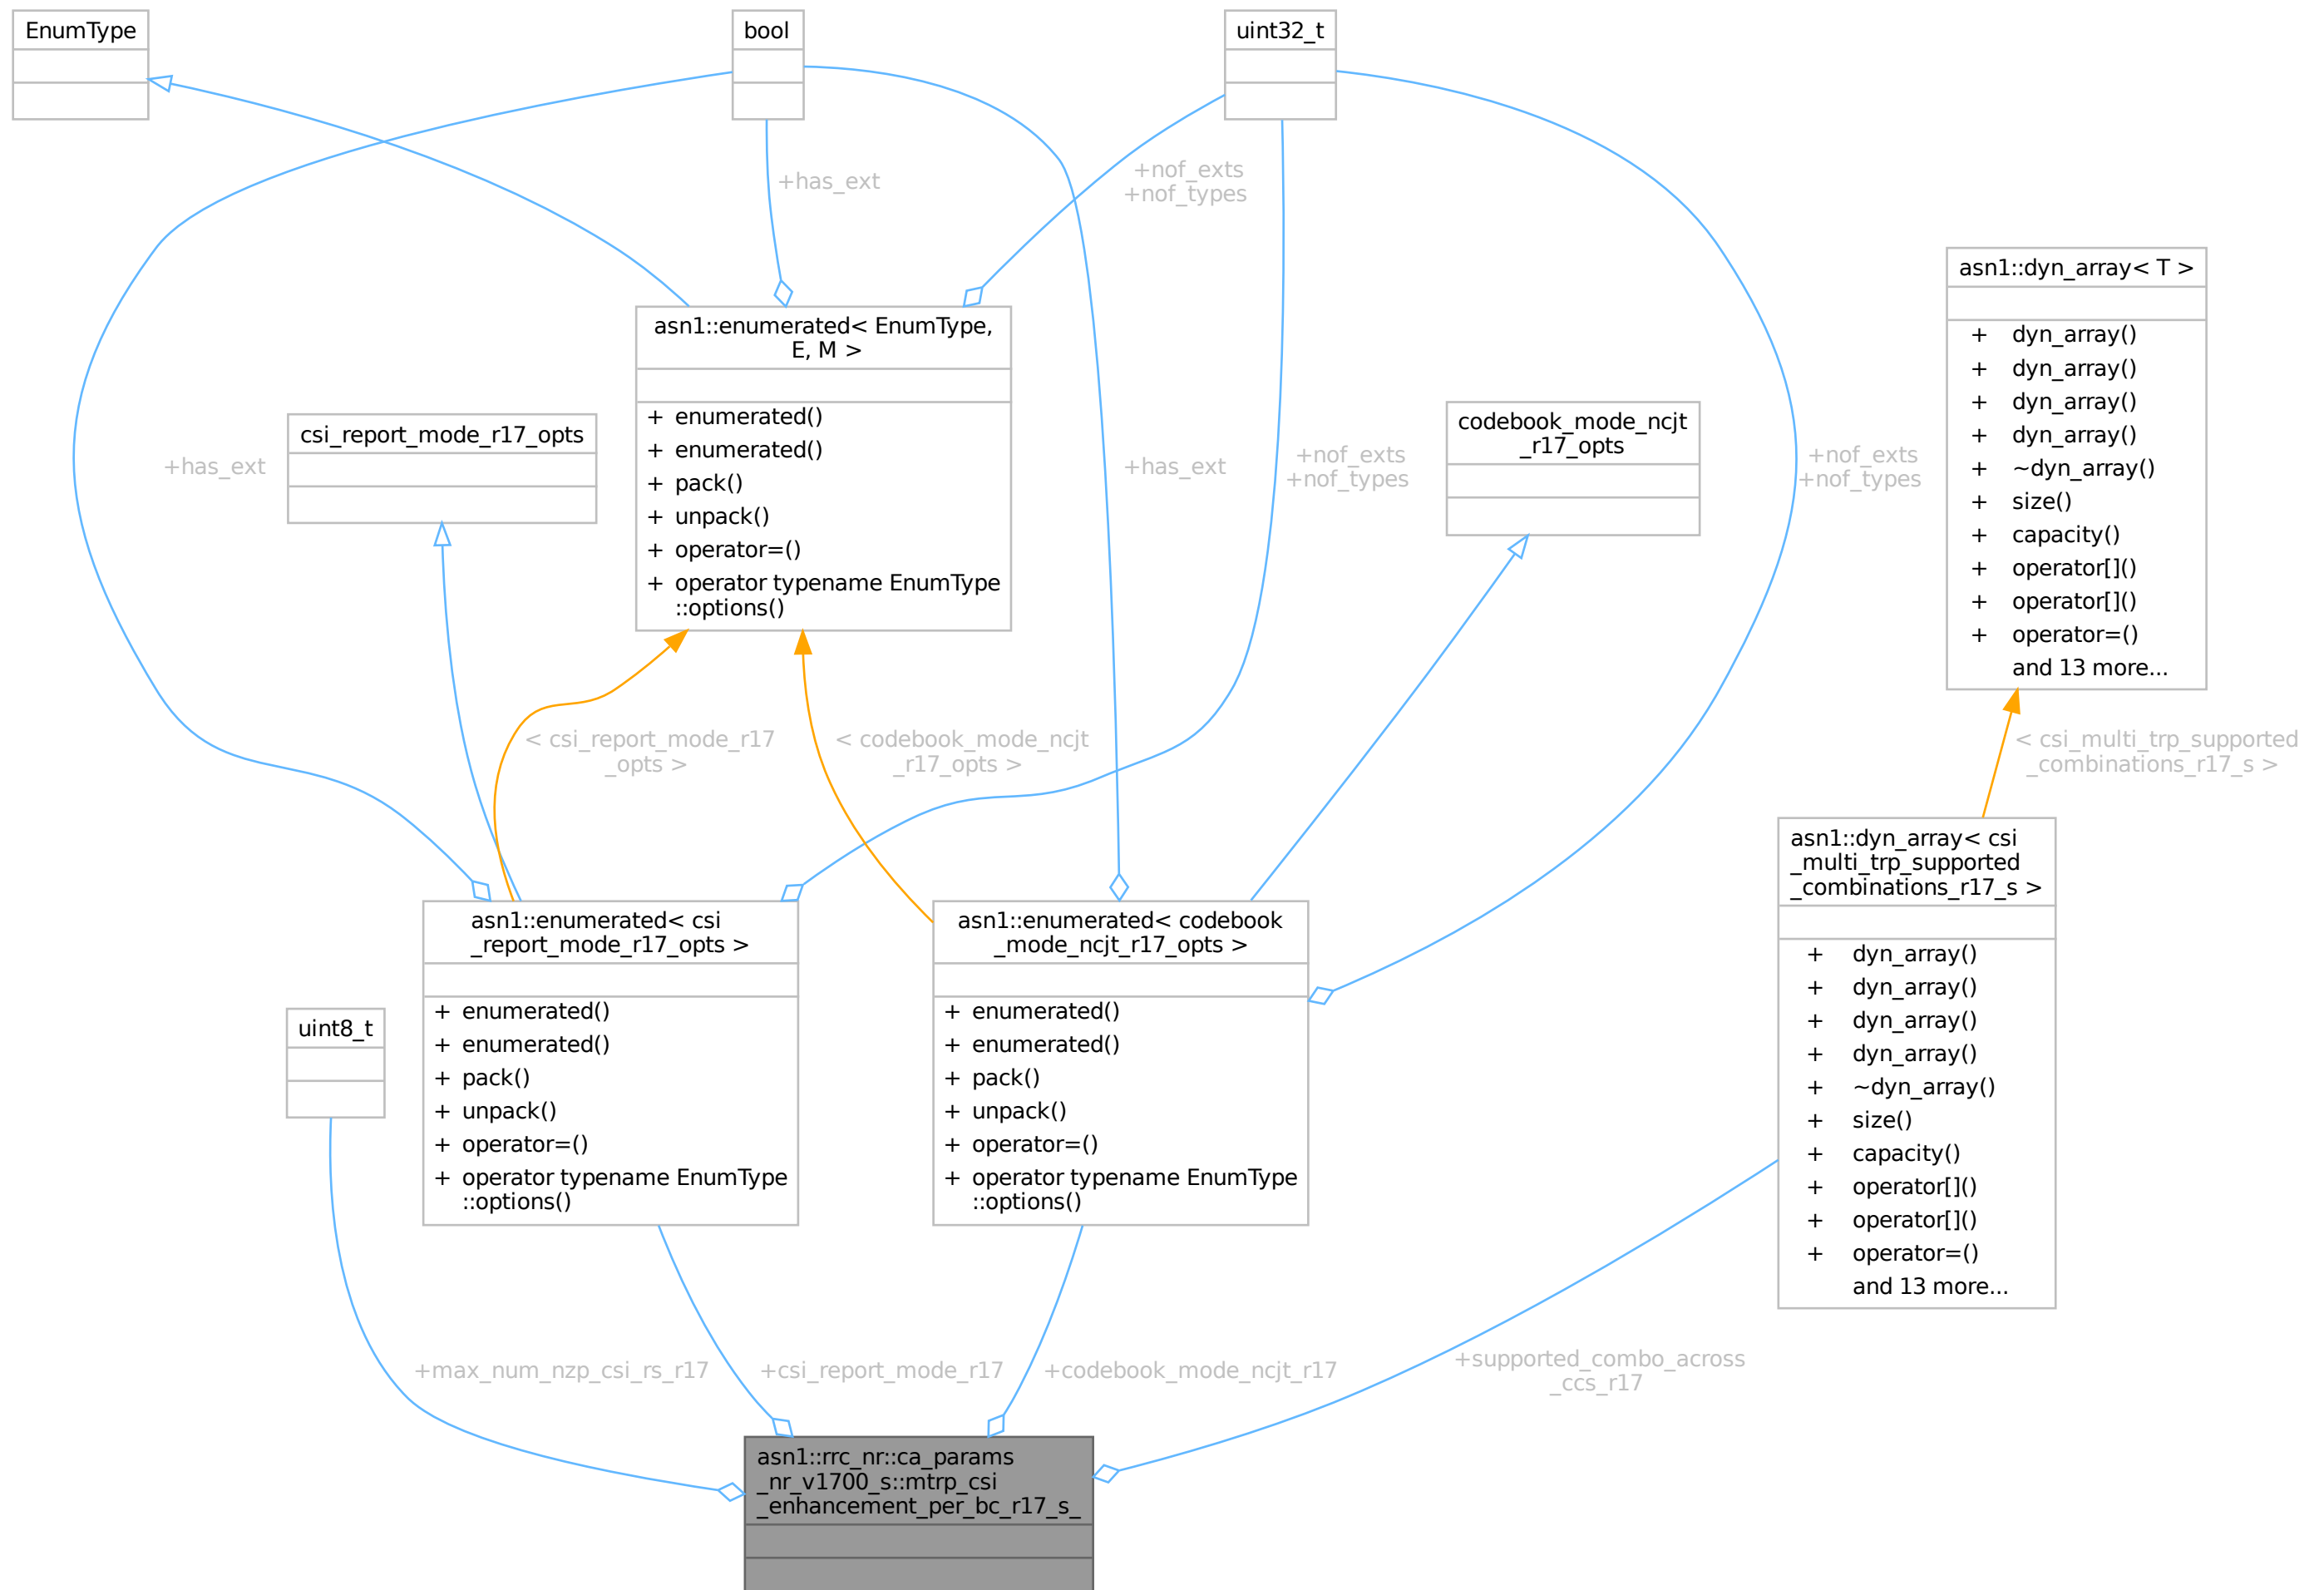 EnumType
bool
uint32_t
+has_ext
+nof_exts
+nof_types
asn1::dyn_array< T >
+ dyn_array()
+ dyn_array()
+ dyn_array()
+ dyn_array()
+ ~dyn_array()
+ size()
+ capacity()
+ operator[]()
+ operator[]()
+ operator=()
and 13 more...
asn1::enumerated< EnumType,
E, M >
+ enumerated()
+ enumerated()
+ pack()
+ unpack()
+ operator=()
+ operator typename EnumType
::options()
csi_report_mode_r17_opts
codebook_mode_ncjt
_r17_opts
+has_ext
+has_ext
+nof_exts
+nof_types
+nof_exts
+nof_types
< csi_report_mode_r17
_opts >
< codebook_mode_ncjt
_r17_opts >
< csi_multi_trp_supported
_combinations_r17_s >
asn1::dyn_array< csi
_multi_trp_supported
_combinations_r17_s >
+ dyn_array()
+ dyn_array()
+ dyn_array()
+ dyn_array()
+ ~dyn_array()
+ size()
+ capacity()
+ operator[]()
+ operator[]()
+ operator=()
and 13 more...
asn1::enumerated< csi
_report_mode_r17_opts >
+ enumerated()
+ enumerated()
+ pack()
+ unpack()
+ operator=()
+ operator typename EnumType
::options()
asn1::enumerated< codebook
_mode_ncjt_r17_opts >
+ enumerated()
+ enumerated()
+ pack()
+ unpack()
+ operator=()
+ operator typename EnumType
::options()
uint8_t
+max_num_nzp_csi_rs_r17
+csi_report_mode_r17
+codebook_mode_ncjt_r17
+supported_combo_across
_ccs_r17
asn1::rrc_nr::ca_params
_nr_v1700_s::mtrp_csi
_enhancement_per_bc_r17_s_